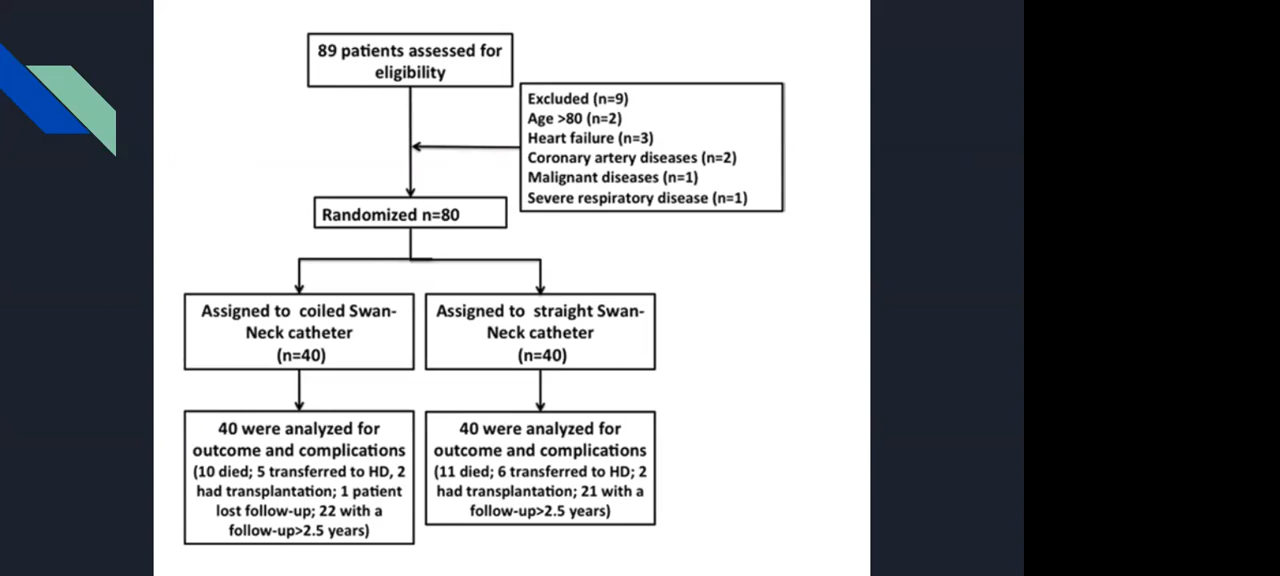 89 patients assessed for
eligibility
Excluded (n=9)
Age >80 (n=2)
Heart failure (n=3)
Coronary artery diseases (n=2)
Malignant diseases (n=1)
Severe respiratory disease (n=1)
Randomized n=80
Assigned to coiled Swan-
Neck catheter
(n=40)
Assigned to straight Swan-
Neck catheter
(n=40)
40 were analyzed for
outcome and complications
(10 died; 5 transferred to HD, 2
had transplantation; 1 patient
lost follow-up; 22 with a
follow-up>2.5 years)
40 were analyzed for
outcome and complications
(11 died; 6 transferred to HD; 2
had transplantation; 21 with a
follow-up>2.5 years)